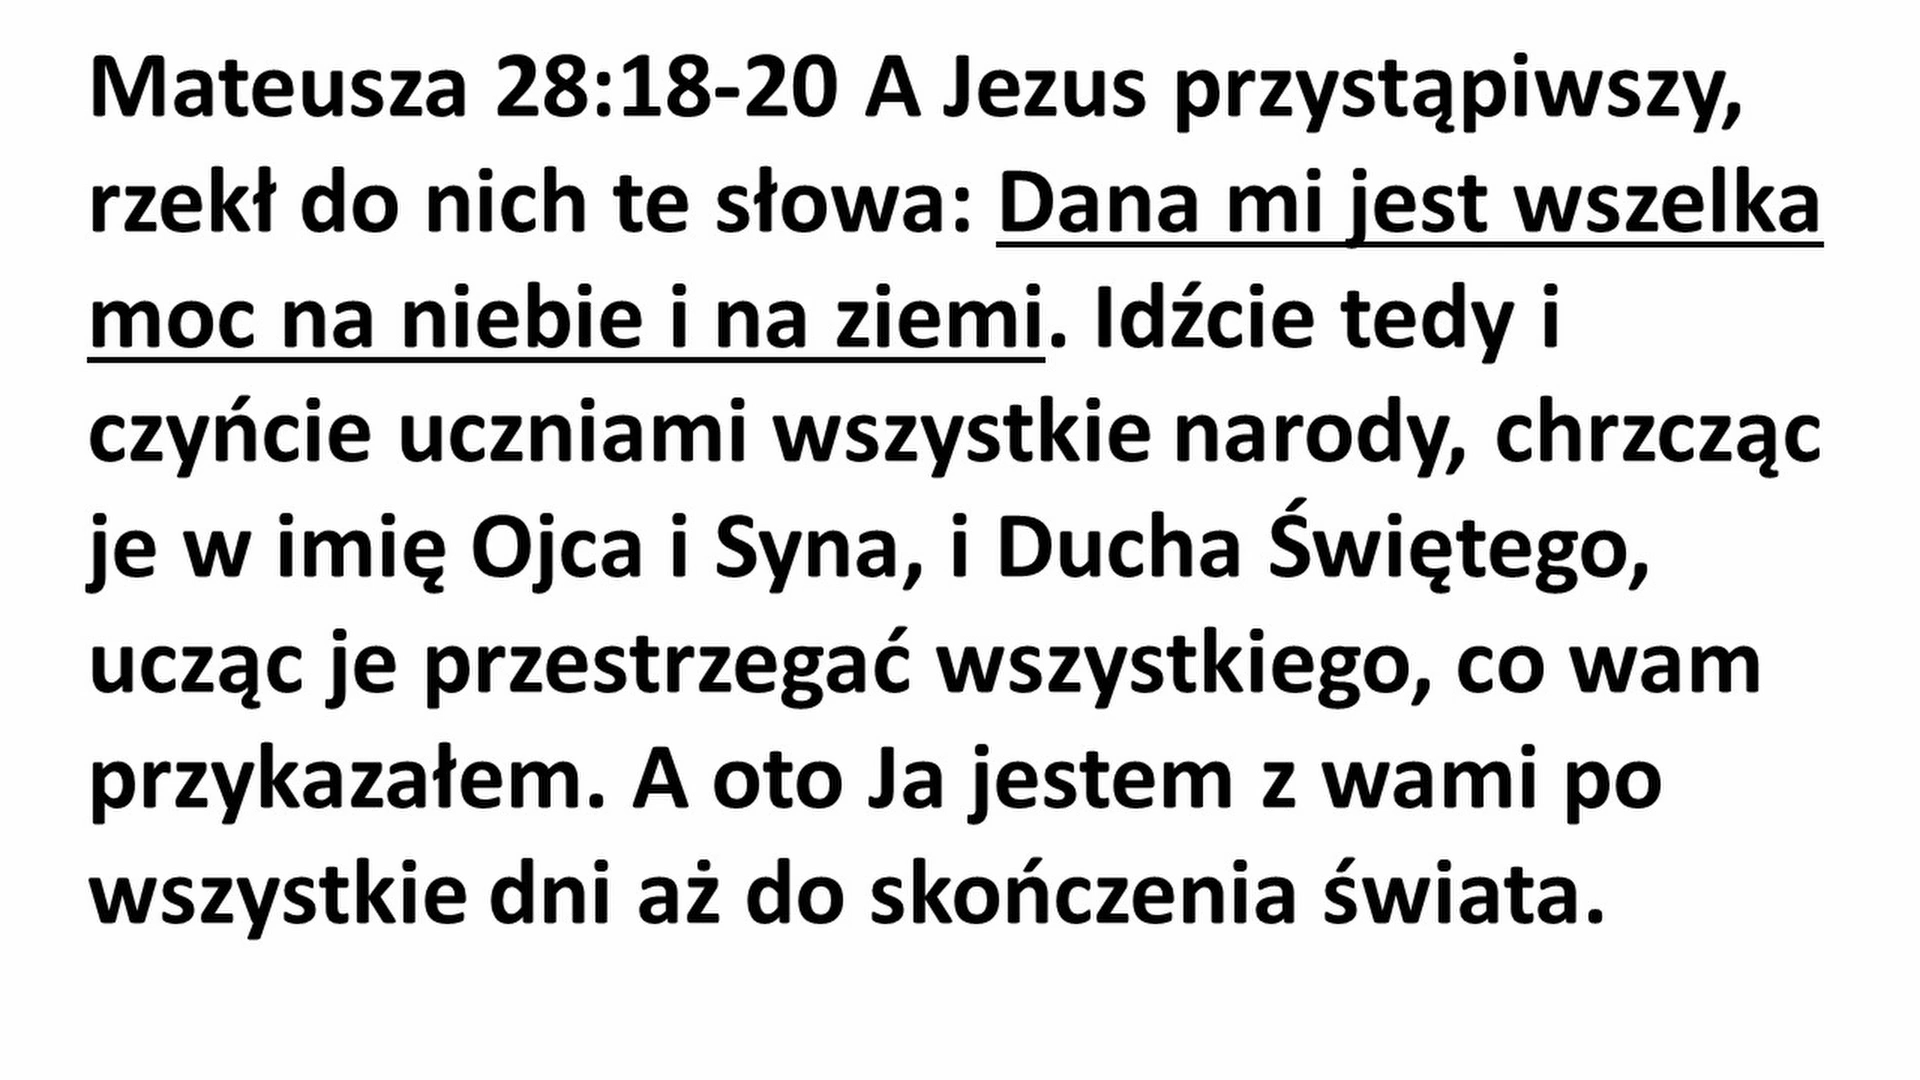 Mateusza 28:18-20 A Jezus przystąpiwszy,
rzekł do nich te słowa: Dana mi jest wszelka
moc na niebie i na ziemi. Idźcie tedy i
czyńcie uczniami wszystkie narody, chrzcząc
je w imię Ojca i Syna, i Ducha Świętego,
ucząc je przestrzegać wszystkiego, co wam
przykazałem. A oto Ja jestem z wami po
wszystkie dni aż do skończenia świata.